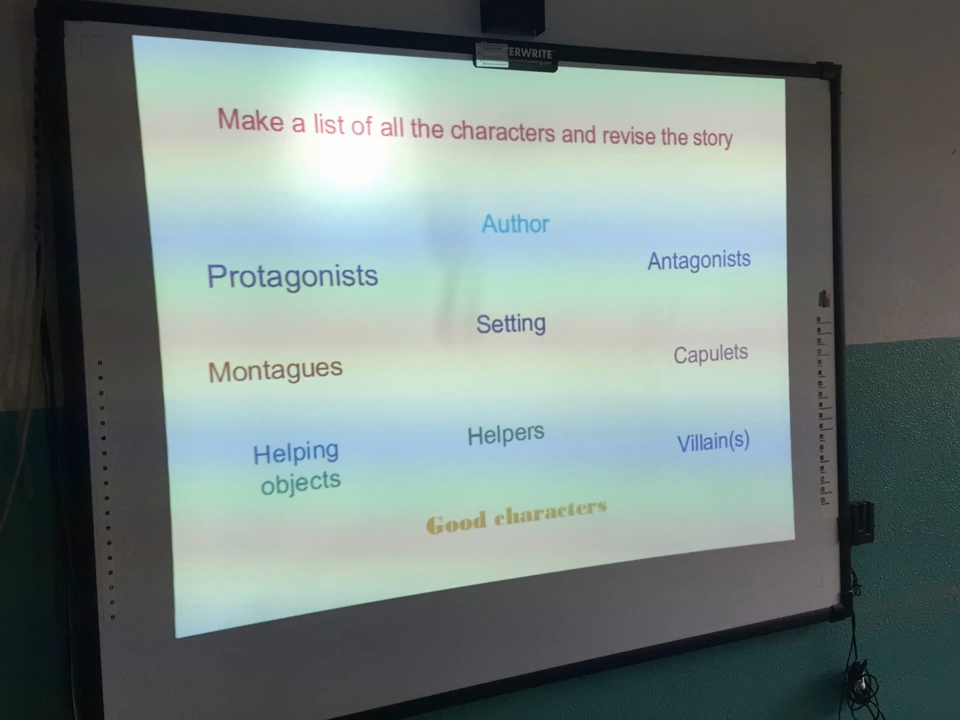 ERWRITE
Make a list of all the characters and revise the story
Author
Protagonists
Antagonists
Setting
Montagues
Capulets
Helping
objects
Helpers
Villain(s)
Good characters